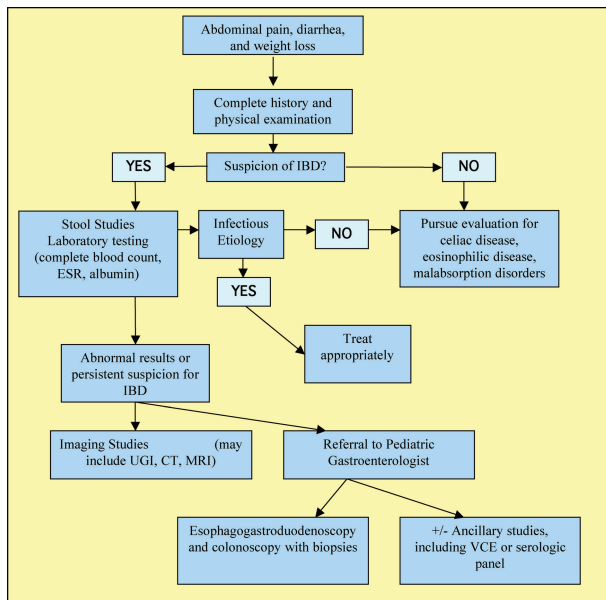 Abdominal pain, diarrhea,
and weight loss
Complete history and
physical examination
YES
Suspicion of IBD?
NO
Stool Studies
Laboratory testing
(complete blood count,
ESR, albumin)
Infectious
Etiology
NO
Pursue evaluation for
celiac disease,
eosinophilic disease,
malabsorption disorders
YES
Treat
appropriately
Abnormal results or
persistent suspicion for
IBD
Imaging Studies (may
include UGI, CT, MRI)
Referral to Pediatric
Gastroenterologist
Esophagogastroduodenoscopy
and colonoscopy with biopsies
+/- Ancillary studies,
including VCE or serologic
panel